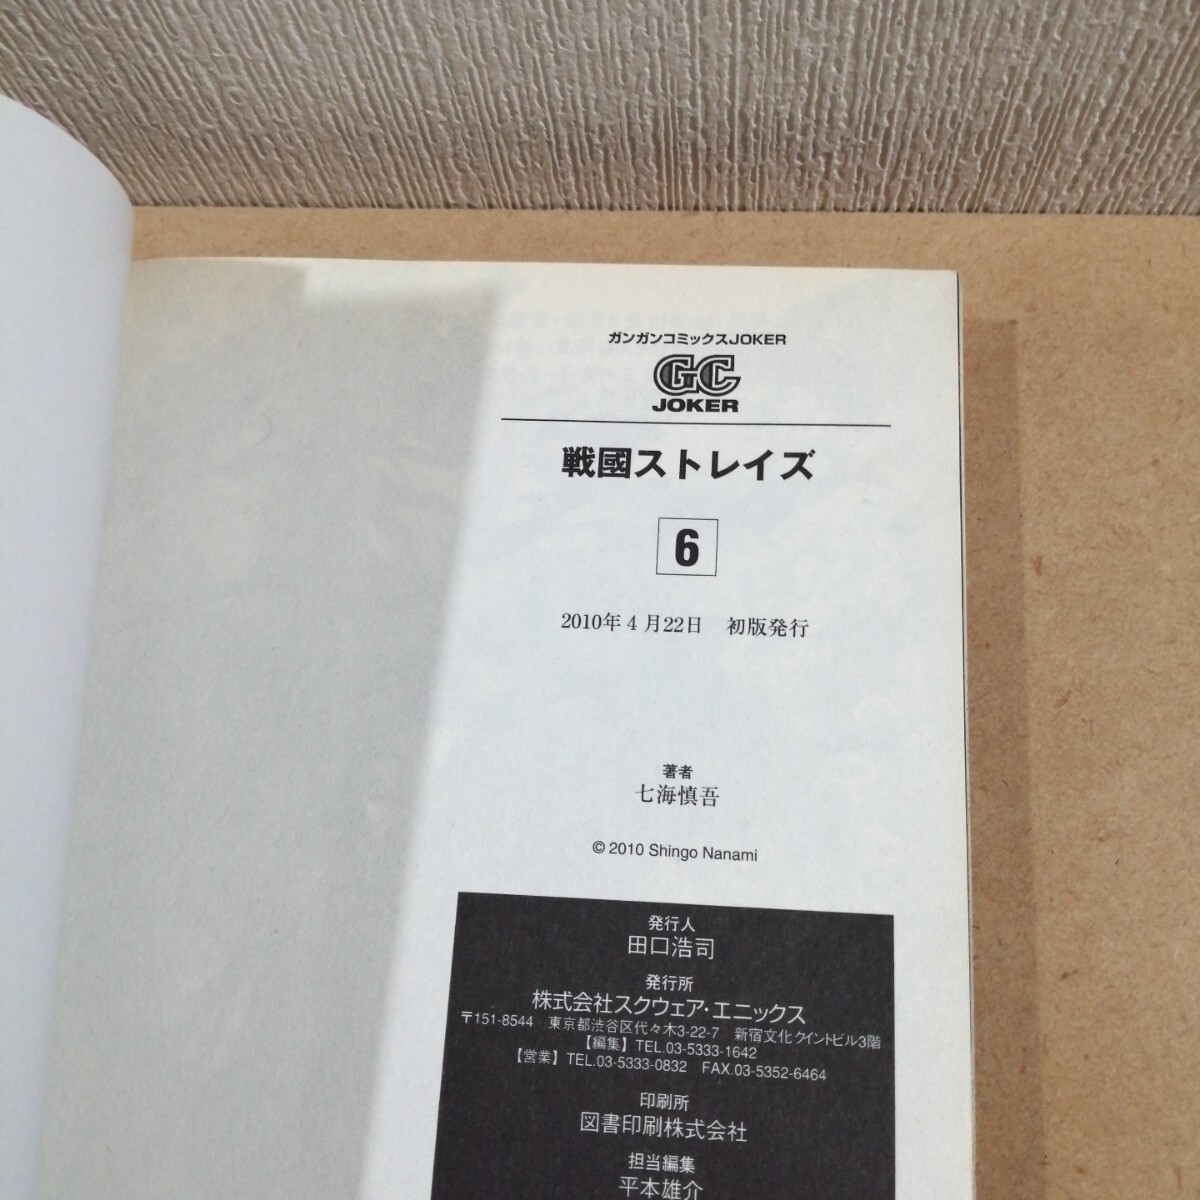 ガンガンコミックスJOKER
GC
JOKER
戦國ストレイズ
6
2010年4月22日　初版発行
著者
七海慎吾
© 2010 Shingo Nanami
発行人
田口浩司
発行所
株式会社スクウェア・エニックス
〒151-8544　東京都渋谷区代々木3-22-7　新宿文化クイントビル3階
【編集】TEL.03-5333-1642
【営業】TEL.03-5333-0832　FAX.03-5352-6464
印刷所
図書印刷株式会社
担当編集
平本雄介